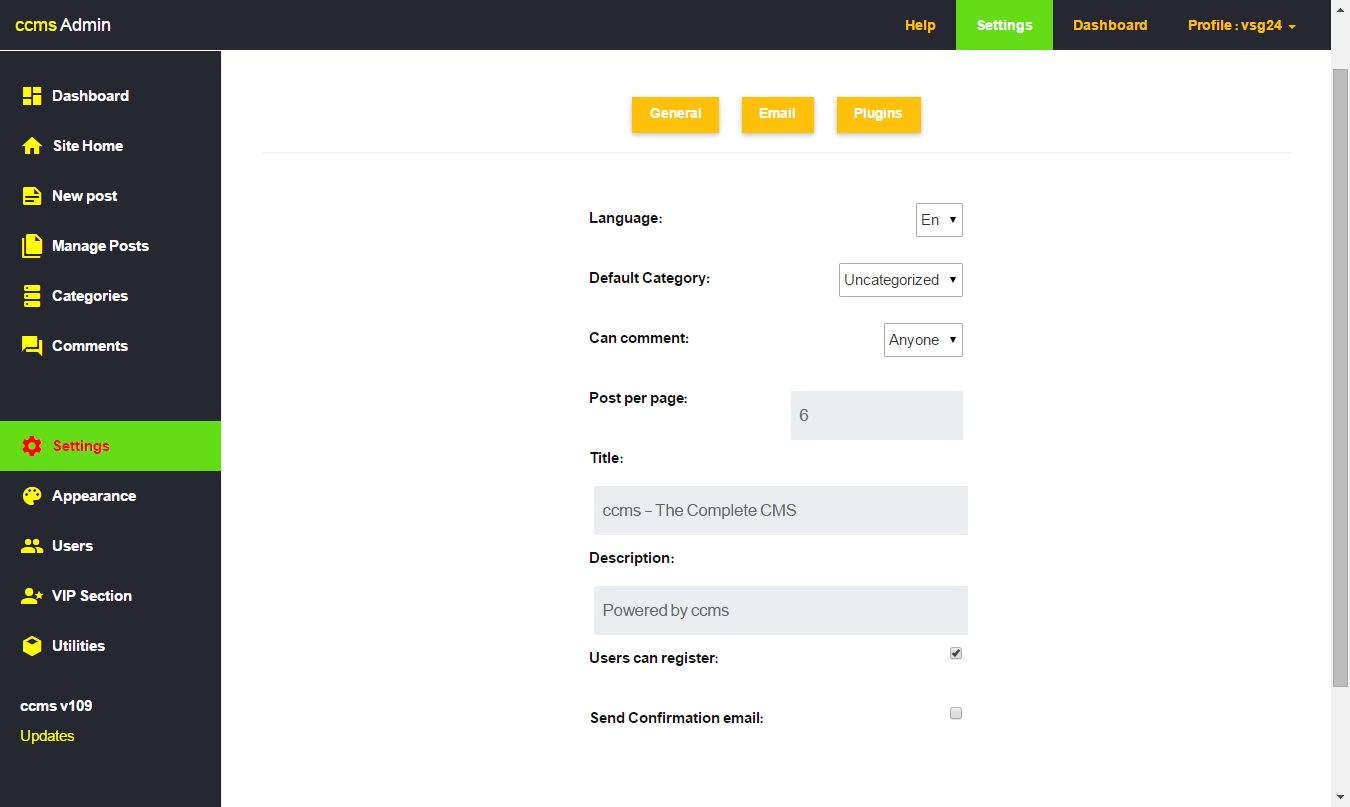 ccms Admin
Help
Settings
Dashboard
Profile : vsg24
Dashboard
Site Home
New post
Manage Posts
Categories
Comments
Settings
Appearance
Users
VIP Section
Utilities
ccms v109
Updates
General
Email
Plugins
Language:
En
Default Category:
Uncategorized
Can comment:
Anyone
Post per page:
6
Title:
ccms – The Complete CMS
Description:
Powered by ccms
Users can register:
Send Confirmation email: